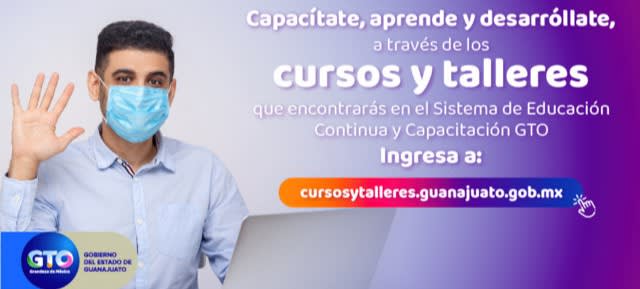 Capacítate, aprende y desarróllate,
a través de los
cursos y talleres
que encontrarás en el Sistema de Educación
Continua y Capacitación GTO
Ingresa a:
cursosytalleres.guanajuato.gob.mx
GTO
Grandeza de México
GOBIERNO
DEL ESTADO DE
GUANAJUATO